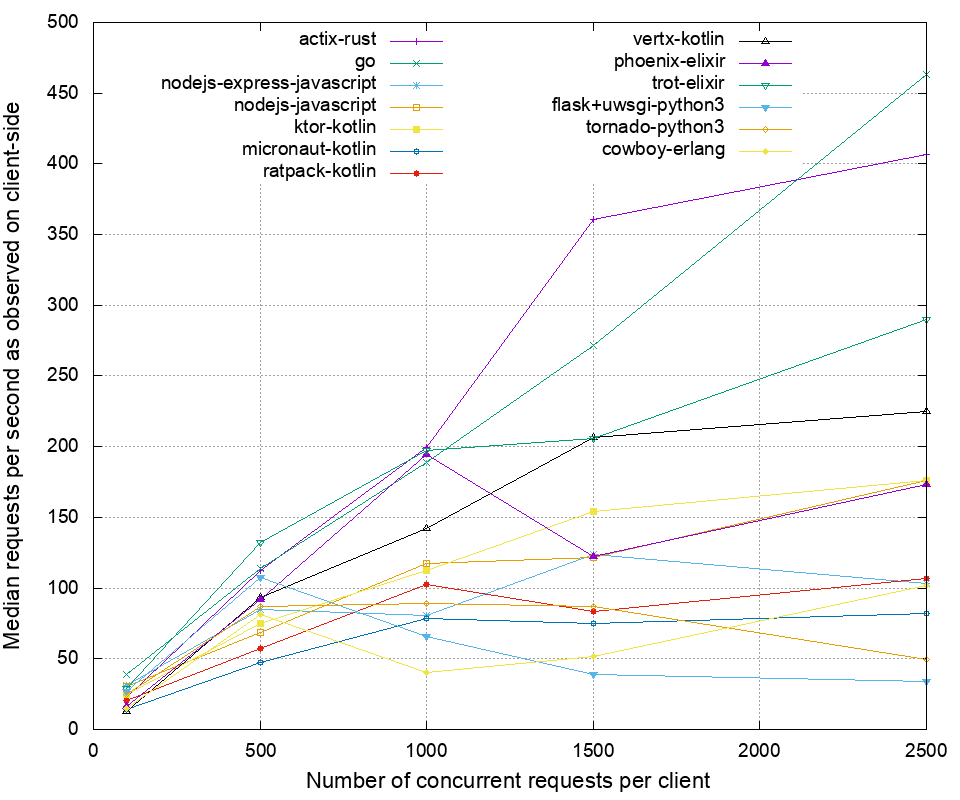 500
450
400
350
300
250
200
150
100
50
0
Median requests per second as observed on client-side
actix-rust
go
nodejs-express-javascript
nodejs-javascript
ktor-kotlin
micronaut-kotlin
ratpack-kotlin
vertx-kotlin
phoenix-elixir
trot-elixir
flask+uwsgi-python3
tornado-python3
cowboy-erlang
0 500 1000 1500 2000 2500
Number of concurrent requests per client